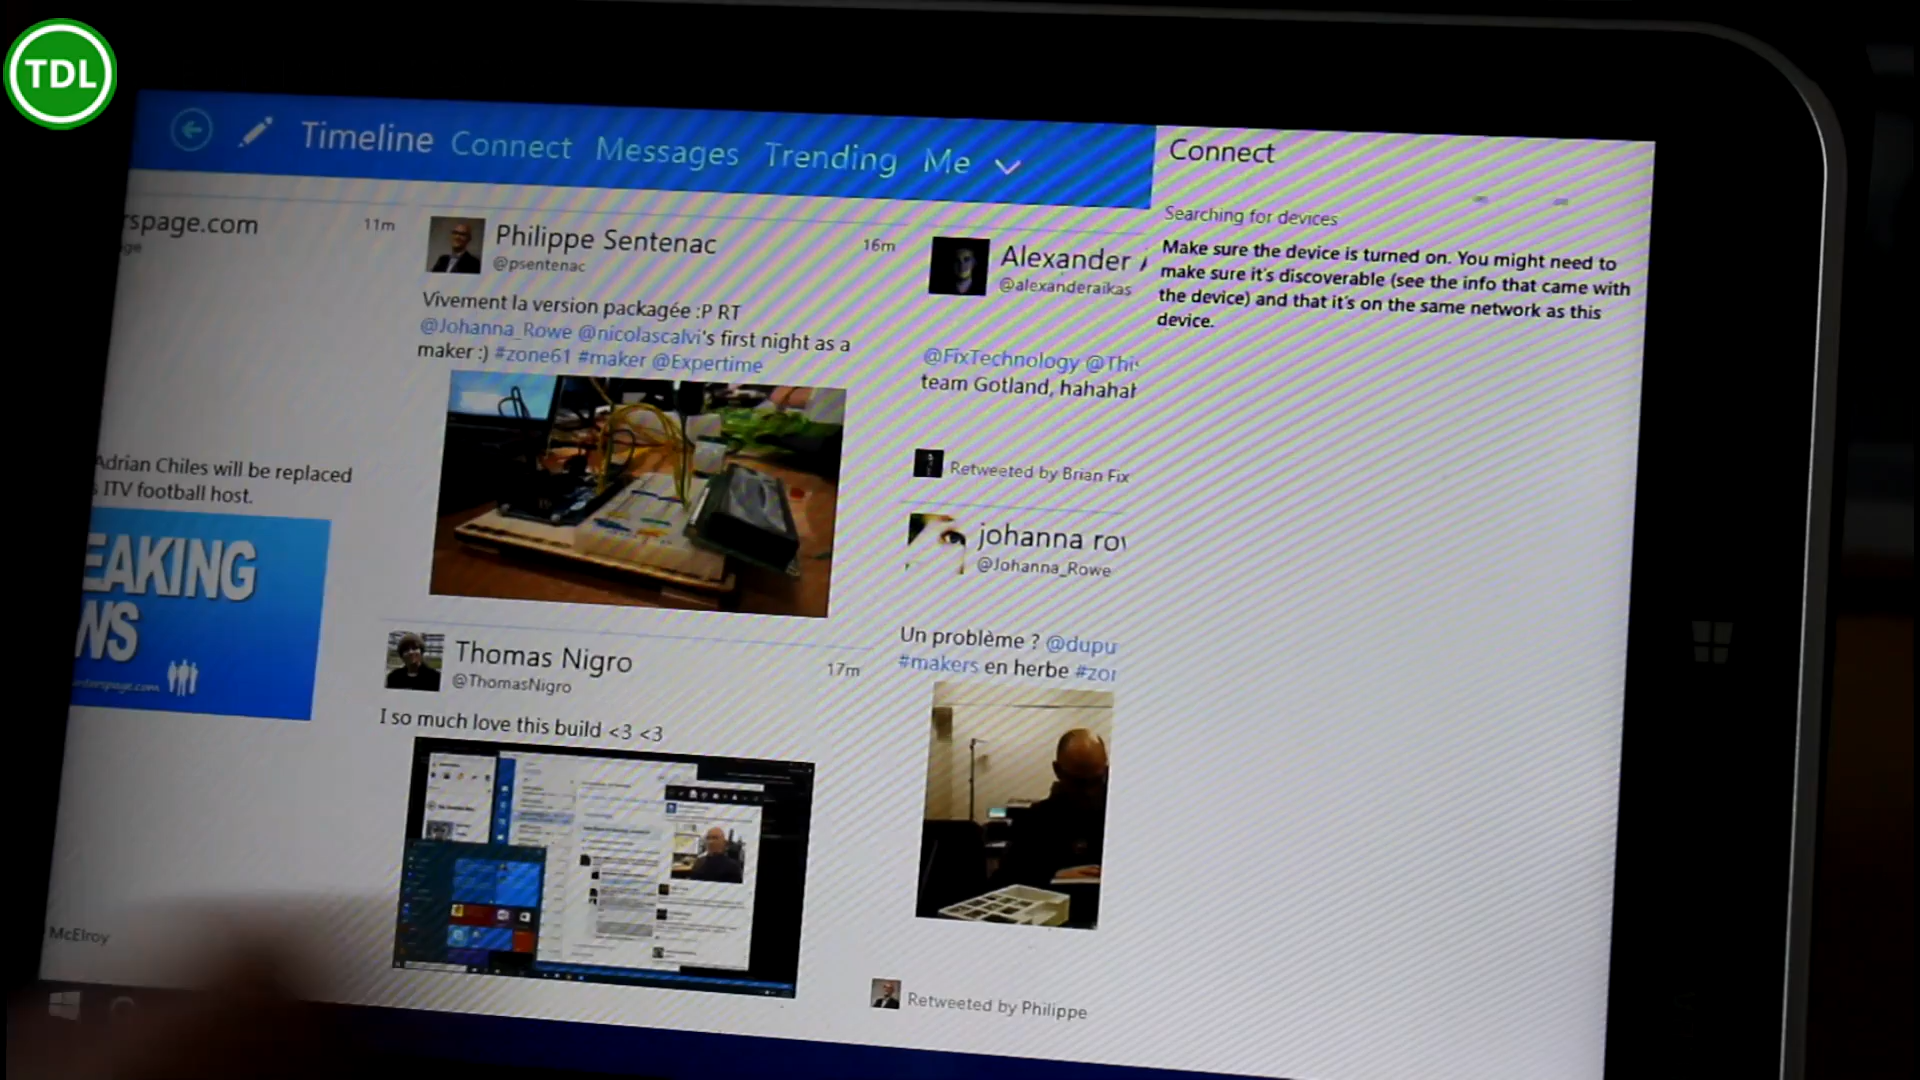 TDL
Timeline Connect Messages Trending Me
Connect
Searching for devices
Make sure the device is turned on. You might need to
make sure it's discoverable (see the info that came with
the device) and that it's on the same network as this
device.
rspage.com 11m
ge
Adrian Chiles will be replaced
s ITV football host.
EAKING
WS
McElroy
Philippe Sentenac 16m
@psentenac
Vivement la version packagée :P RT
@Johanna_Rowe @nicolascalvi's first night as a
maker :) #zone61 #maker @Expertime
Thomas Nigro 17m
@ThomasNigro
I so much love this build <3 <3
Alexander
@alexanderaikas
@FixTechnology @This
team Gotland, hahahah
Retweeted by Brian Fix
johanna rov
@Johanna_Rowe
Un problème ? @dupu
#makers en herbe #zon
Retweeted by Philippe